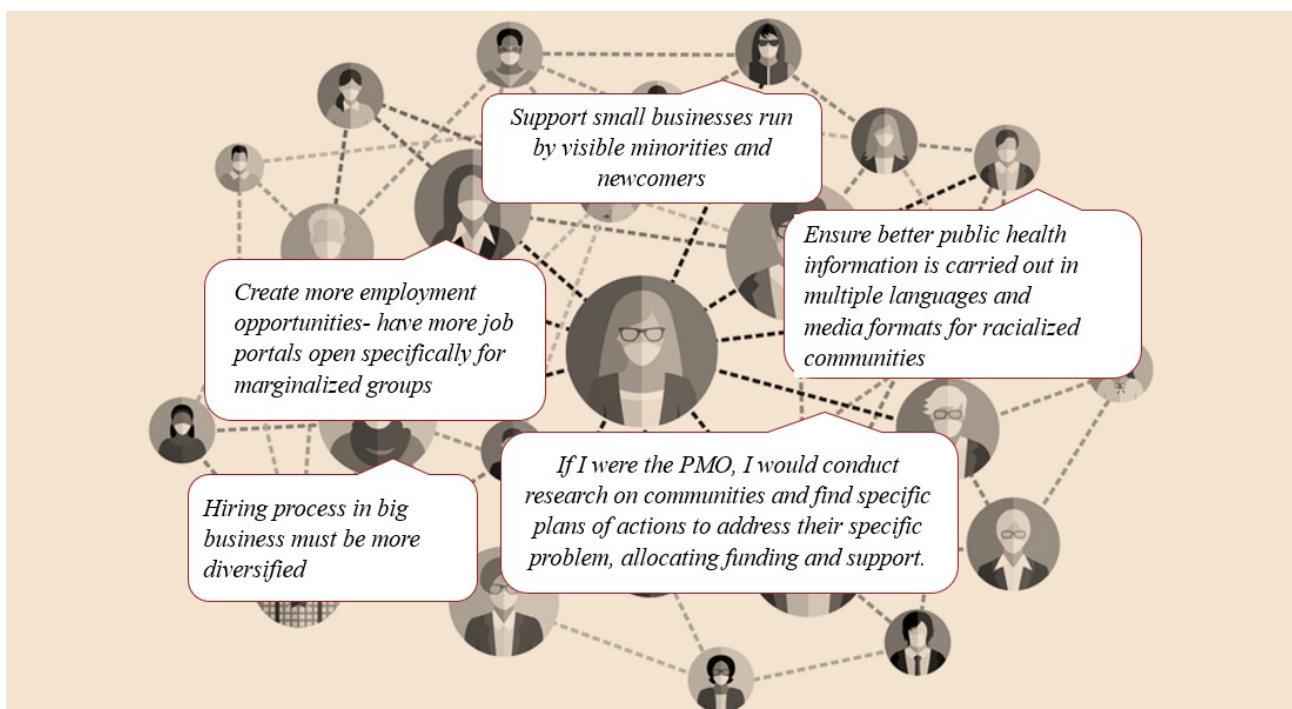 Support small businesses run
by visible minorities and
newcomers
Ensure better public health
information is carried out in
multiple languages and
media formats for racialized
communities
Create more employment
opportunities- have more job
portals open specifically for
marginalized groups
If I were the PMO, I would conduct
research on communities and find specific
plans of actions to address their specific
problem, allocating funding and support.
Hiring process in big
business must be more
diversified